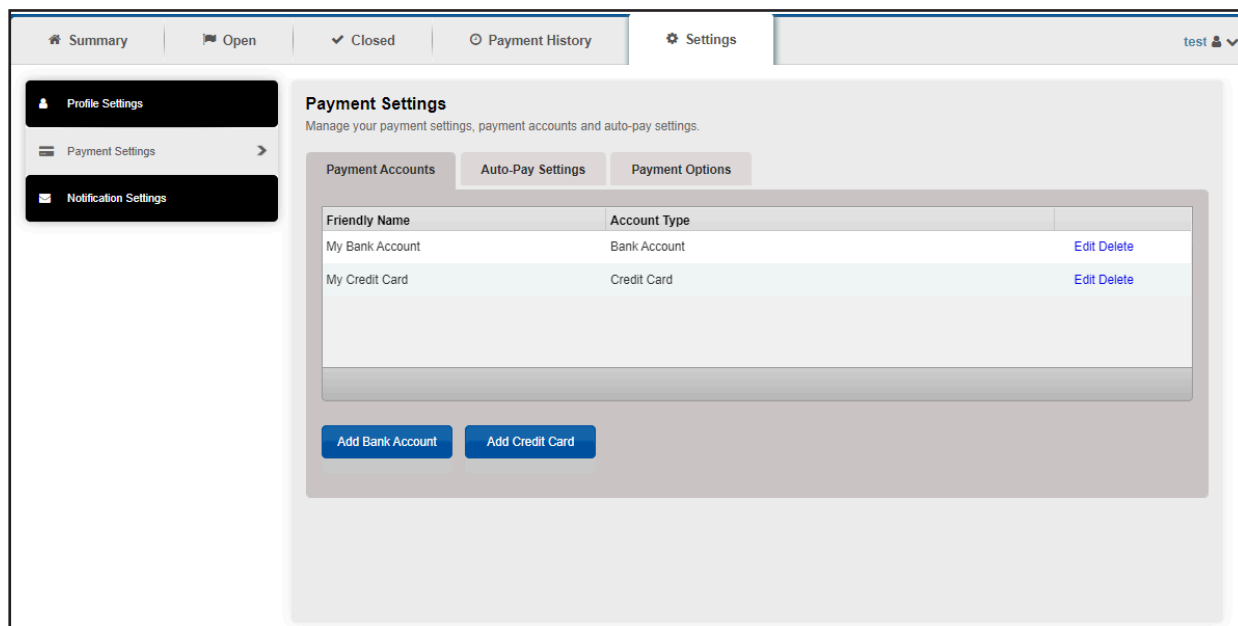 Summary Open Closed Payment History Settings test
Profile Settings
Payment Settings
Notification Settings
Payment Settings
Manage your payment settings, payment accounts and auto-pay settings.
Payment Accounts Auto-Pay Settings Payment Options
Friendly Name Account Type
My Bank Account Bank Account Edit Delete
My Credit Card Credit Card Edit Delete
Add Bank Account Add Credit Card